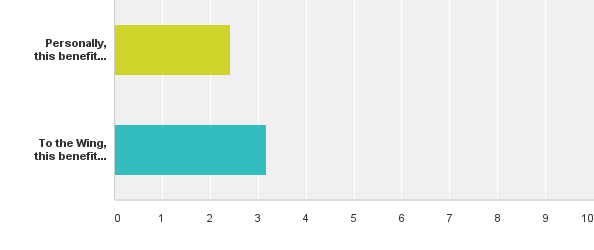 Personally,
this benefit...
To the Wing,
this benefit...
0 1 2 3 4 5 6 7 8 9 10